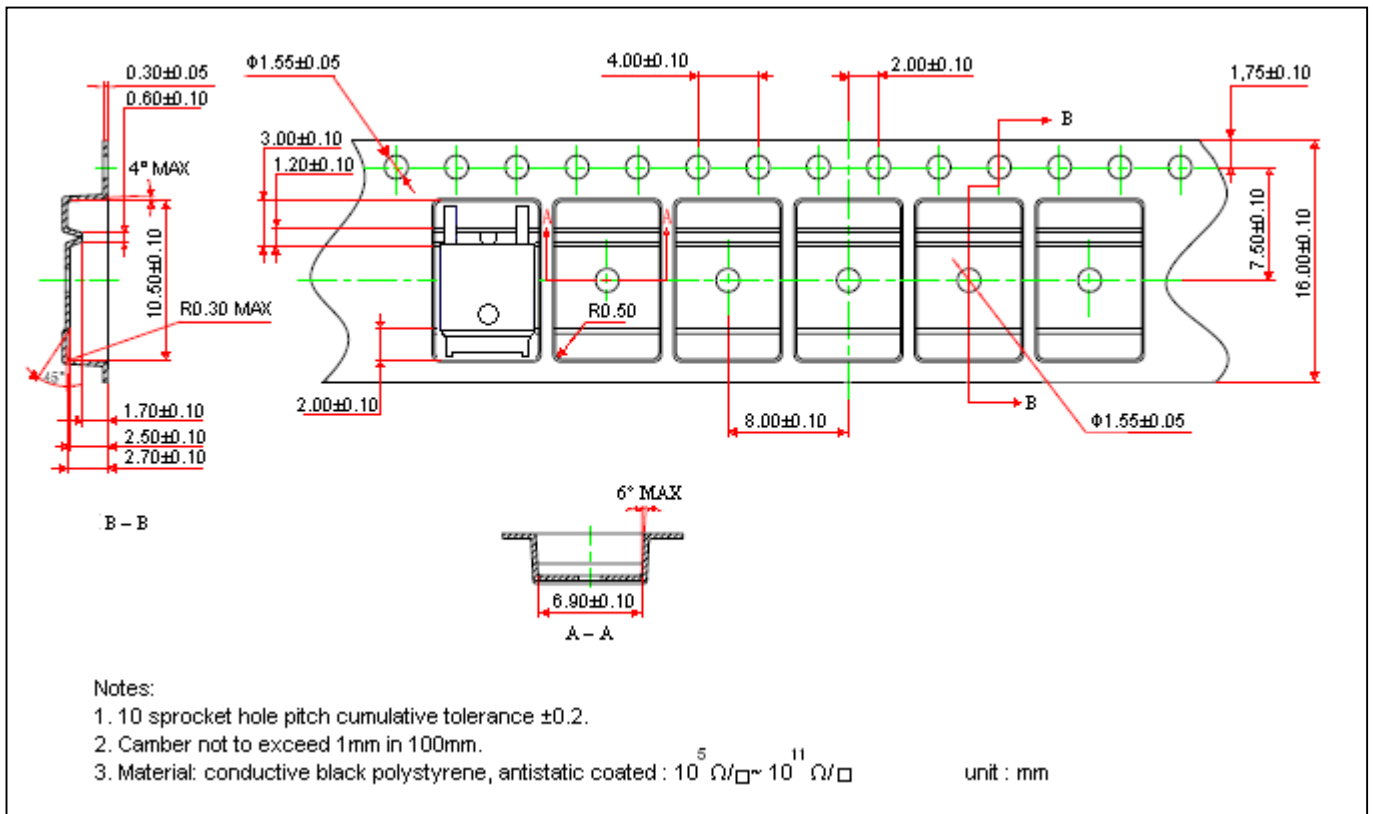 0.30±0.05
Φ1.55±0.05
4.00±0.10
2.00±0.10
1,75±0.10
0.60±0.10
B
3.00±0.10
1.20±0.10
4° MAX
A
A
10.50±0.10
7.50±0.10
16.00±0.10
R0.30 MAX
R0.50
45°
2.00±0.10
B
1.70±0.10
8.00±0.10
Φ1.55±0.05
2.50±0.10
2.70±0.10
6° MAX
B – B
6.90±0.10
A – A
Notes:
1. 10 sprocket hole pitch cumulative tolerance ±0.2.
2. Camber not to exceed 1mm in 100mm.
3. Material: conductive black polystyrene, antistatic coated : 10⁵ Ω/□~ 10¹¹ Ω/□ unit : mm